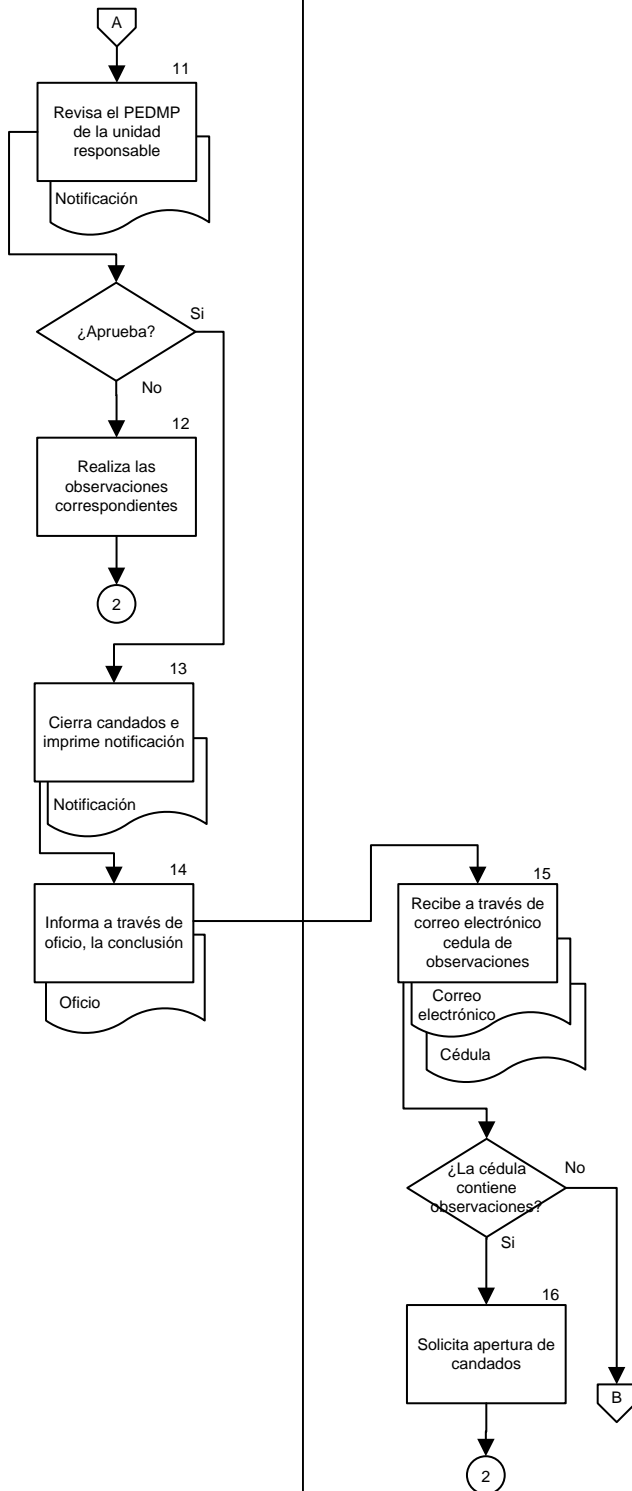 A
11
Revisa el PEDMP
de la unidad
responsable
Notificación
¿Aprueba?
Si
No
12
Realiza las
observaciones
correspondientes
2
13
Cierra candados e
imprime notificación
Notificación
14
Informa a través de
oficio, la conclusión
Oficio
15
Recibe a través de
correo electrónico
cedula de
observaciones
Correo
electrónico
Cédula
¿La cédula
contiene
observaciones?
No
Si
16
Solicita apertura de
candados
B
2